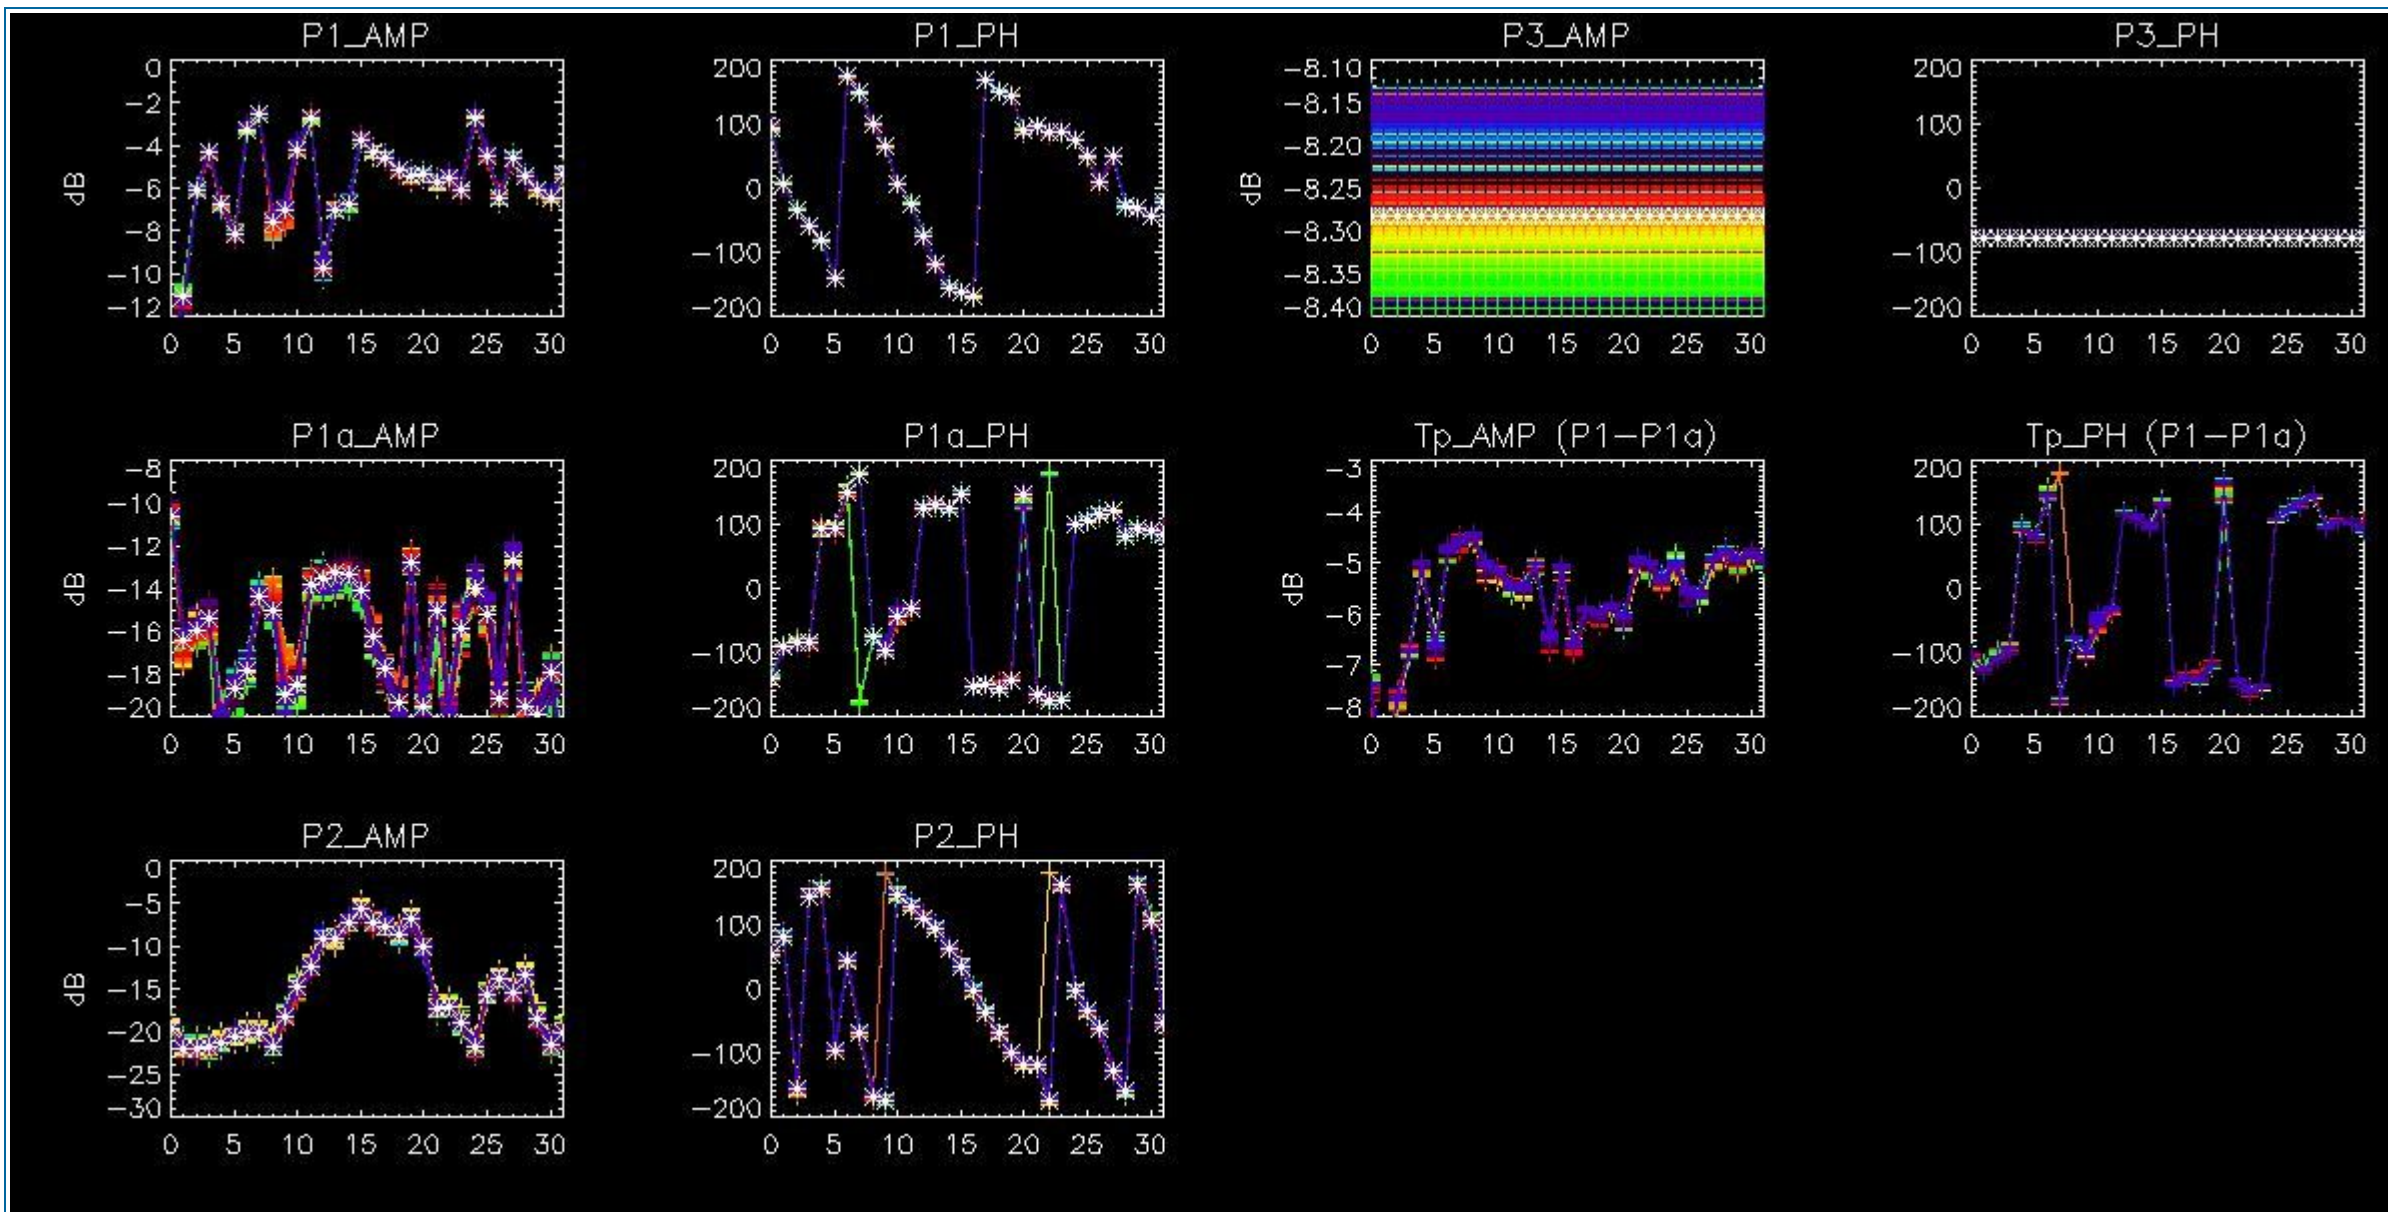 P1_AMP
0
−2
−4
−6
−8
−10
−12
dB
0 5 10 15 20 25 30
P1_PH
200
100
0
−100
−200
0 5 10 15 20 25 30
P3_AMP
−8.10
−8.15
−8.20
−8.25
−8.30
−8.35
−8.40
dB
0 5 10 15 20 25 30
P3_PH
200
100
0
−100
−200
0 5 10 15 20 25 30
P1a_AMP
−8
−10
−12
−14
−16
−18
−20
dB
0 5 10 15 20 25 30
P1a_PH
200
100
0
−100
−200
0 5 10 15 20 25 30
Tp_AMP (P1−P1a)
−3
−4
−5
−6
−7
−8
dB
0 5 10 15 20 25 30
Tp_PH (P1−P1a)
200
100
0
−100
−200
0 5 10 15 20 25 30
P2_AMP
0
−5
−10
−15
−20
−25
−30
dB
0 5 10 15 20 25 30
P2_PH
200
100
0
−100
−200
0 5 10 15 20 25 30